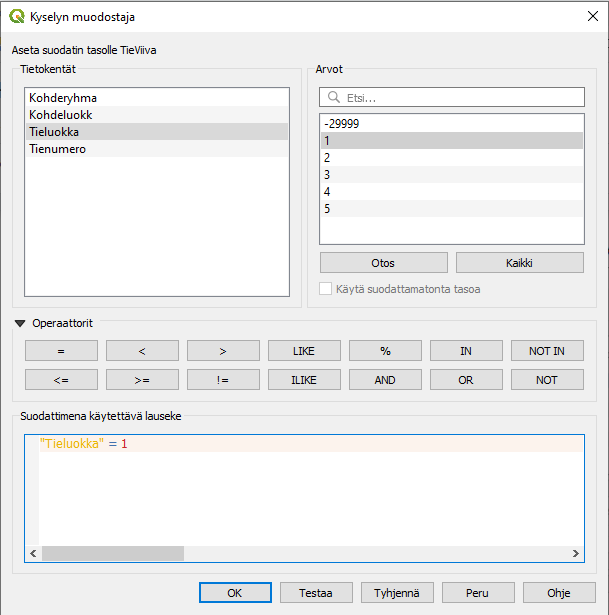 Kyselyn muodostaja
Aseta suodatin tasolle TieViiva
Tietokentät
Kohderyhma
Kohdeluokk
Tieluokka
Tienumero
Arvot
Etsi...
-29999
1
2
3
4
5
Otos
Kaikki
Käytä suodattamatonta tasoa
Operaattorit
= < > LIKE % IN NOT IN
<= >= != ILIKE AND OR NOT
Suodattimena käytettävä lauseke
"Tieluokka" = 1
OK Testaa Tyhjennä Peru Ohje